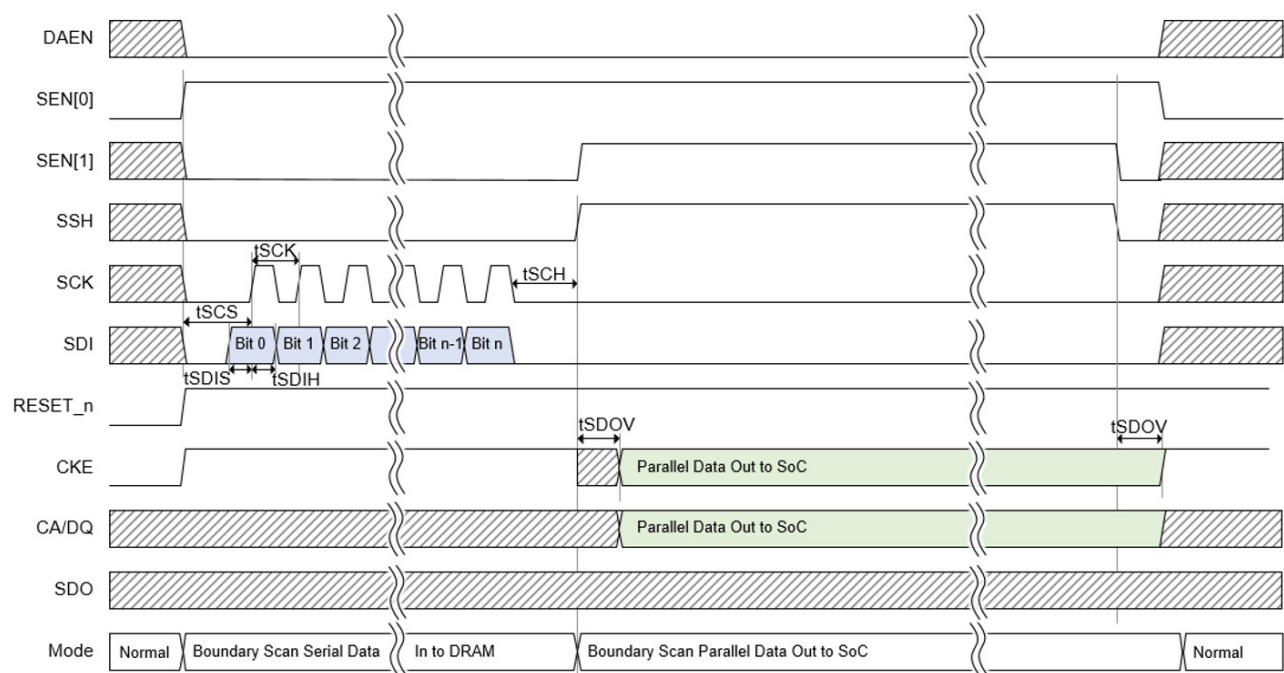 DAEN
SEN[0]
SEN[1]
SSH
tSCK
SCK
tSCH
tSCS
SDI
Bit 0 Bit 1 Bit 2 Bit n-1 Bit n
tSDIS tSDIH
RESET_n
tSDOV tSDOV
CKE
Parallel Data Out to SoC
CA/DQ
Parallel Data Out to SoC
SDO
Mode Normal Boundary Scan Serial Data In to DRAM Boundary Scan Parallel Data Out to SoC Normal